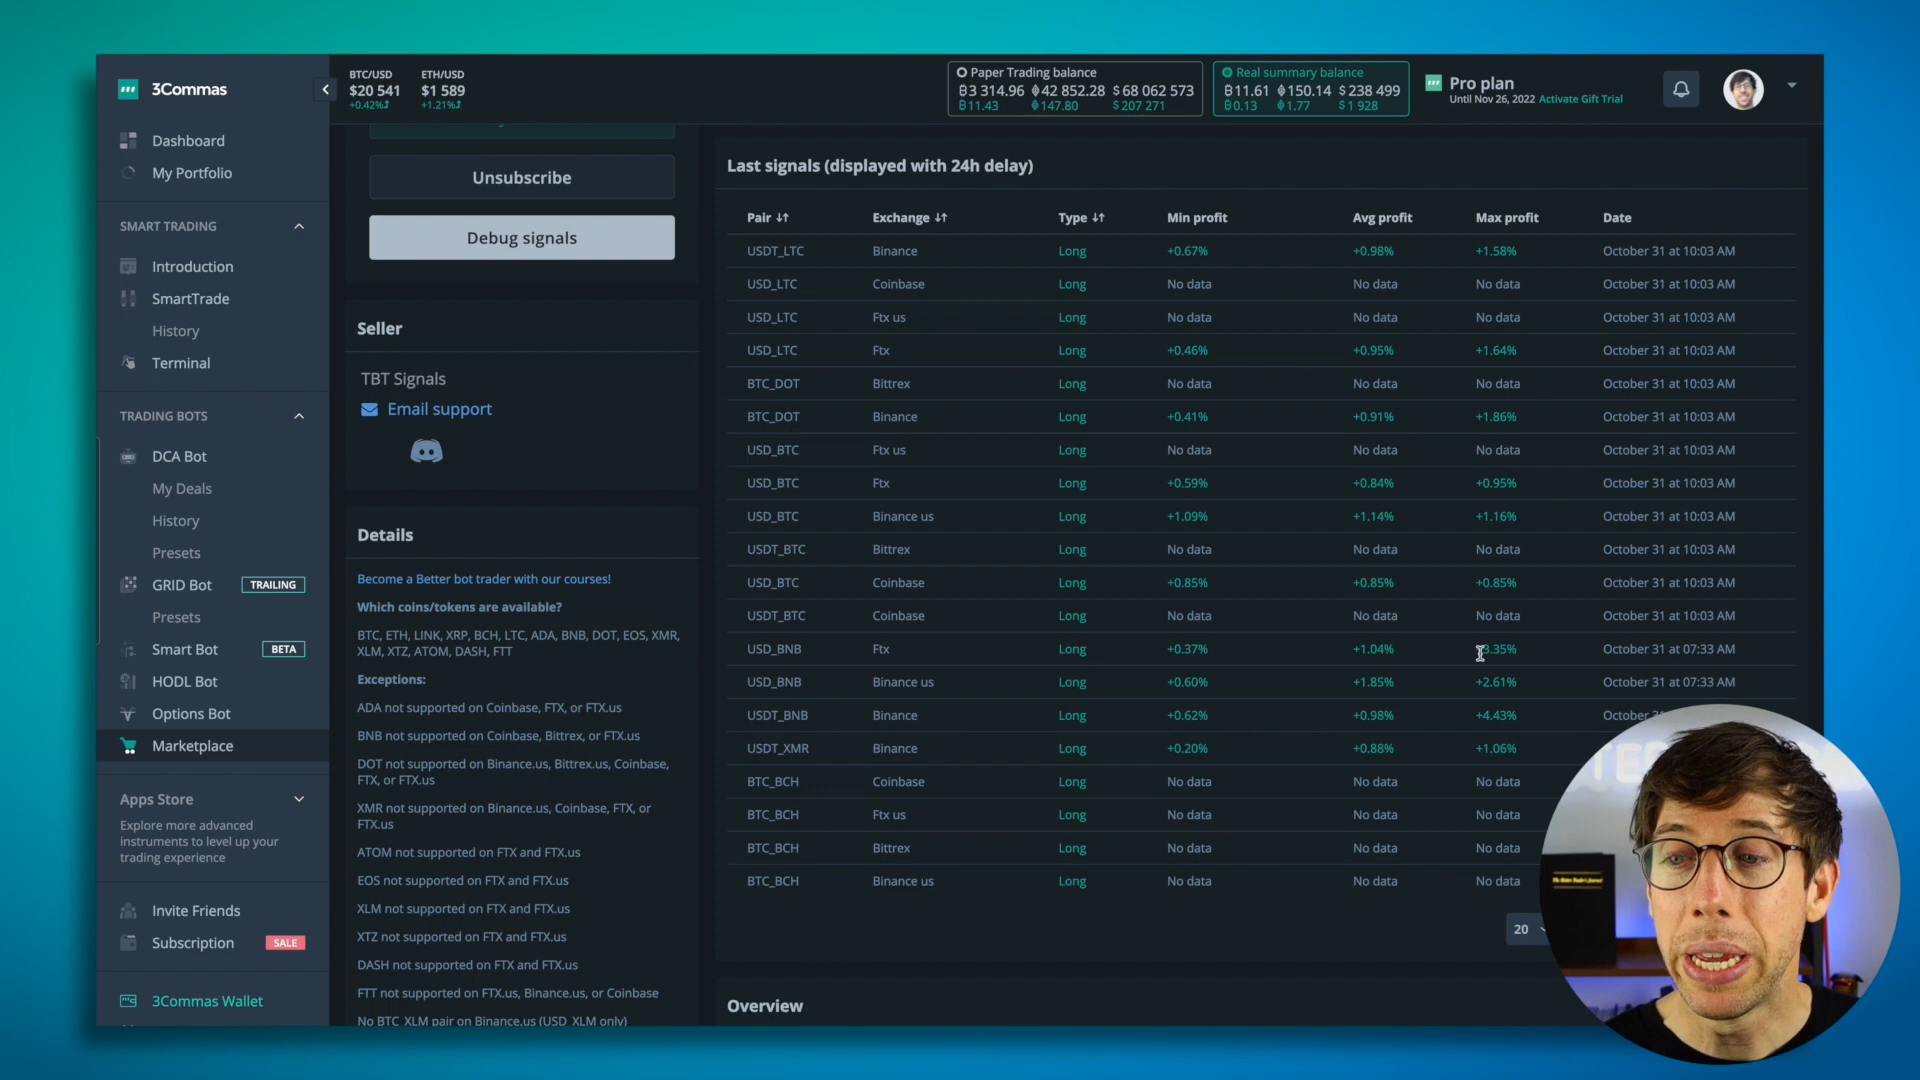 3Commas
BTC/USD
$20 541
+0.42%
ETH/USD
$1 589
+1.21%
Paper Trading balance
3 314.96 42 852.28 $ 68 062 573
11.43 147.80 $ 207 271
Real summary balance
11.61 150.14 $ 238 499
0.13 1.77 $ 1 928
Pro plan
Until Nov 26, 2022 Activate Gift Trial
Dashboard
My Portfolio
SMART TRADING
Introduction
SmartTrade
History
Terminal
TRADING BOTS
DCA Bot
My Deals
History
Presets
GRID Bot TRAILING
Presets
Smart Bot BETA
HODL Bot
Options Bot
Marketplace
Apps Store
Explore more advanced
instruments to level up your
trading experience
Invite Friends
Subscription SALE
3Commas Wallet
Unsubscribe
Debug signals
Seller
TBT Signals
Email support
Details
Become a Better bot trader with our courses!
Which coins/tokens are available?
BTC, ETH, LINK, XRP, BCH, LTC, ADA, BNB, DOT, EOS, XMR,
XLM, XTZ, ATOM, DASH, FTT
Exceptions:
ADA not supported on Coinbase, FTX, or FTX.us
BNB not supported on Coinbase, Bittrex, or FTX.us
DOT not supported on Binance.us, Bittrex.us, Coinbase,
FTX, or FTX.us
XMR not supported on Binance.us, Coinbase, FTX, or
FTX.us
ATOM not supported on FTX and FTX.us
EOS not supported on FTX and FTX.us
XLM not supported on FTX and FTX.us
XTZ not supported on FTX and FTX.us
DASH not supported on FTX and FTX.us
FTT not supported on FTX.us, Binance.us, or Coinbase
No BTC_XLM pair on Binance.us (USD_XLM only)
Last signals (displayed with 24h delay)
Pair Exchange Type Min profit Avg profit Max profit Date
USDT_LTC Binance Long +0.67% +0.98% +1.58% October 31 at 10:03 AM
USD_LTC Coinbase Long No data No data No data October 31 at 10:03 AM
USD_LTC Ftx us Long No data No data No data October 31 at 10:03 AM
USD_LTC Ftx Long +0.46% +0.95% +1.64% October 31 at 10:03 AM
BTC_DOT Bittrex Long No data No data No data October 31 at 10:03 AM
BTC_DOT Binance Long +0.41% +0.91% +1.86% October 31 at 10:03 AM
USD_BTC Ftx us Long No data No data No data October 31 at 10:03 AM
USD_BTC Ftx Long +0.59% +0.84% +0.95% October 31 at 10:03 AM
USD_BTC Binance us Long +1.09% +1.14% +1.16% October 31 at 10:03 AM
USDT_BTC Bittrex Long No data No data No data October 31 at 10:03 AM
USD_BTC Coinbase Long +0.85% +0.85% +0.85% October 31 at 10:03 AM
USDT_BTC Coinbase Long No data No data No data October 31 at 10:03 AM
USD_BNB Ftx Long +0.37% +1.04% October 31 at 07:33 AM
USD_BNB Binance us Long +0.60% +1.85% +2.61% October 31 at 07:33 AM
USDT_BNB Binance Long +0.62% +0.98% +4.43% October
USDT_XMR Binance Long +0.20% +0.88% +1.06%
BTC_BCH Coinbase Long No data No data No data
BTC_BCH Ftx us Long No data No data No data
BTC_BCH Bittrex Long No data No data No data
BTC_BCH Binance us Long No data No data No data
20
Overview